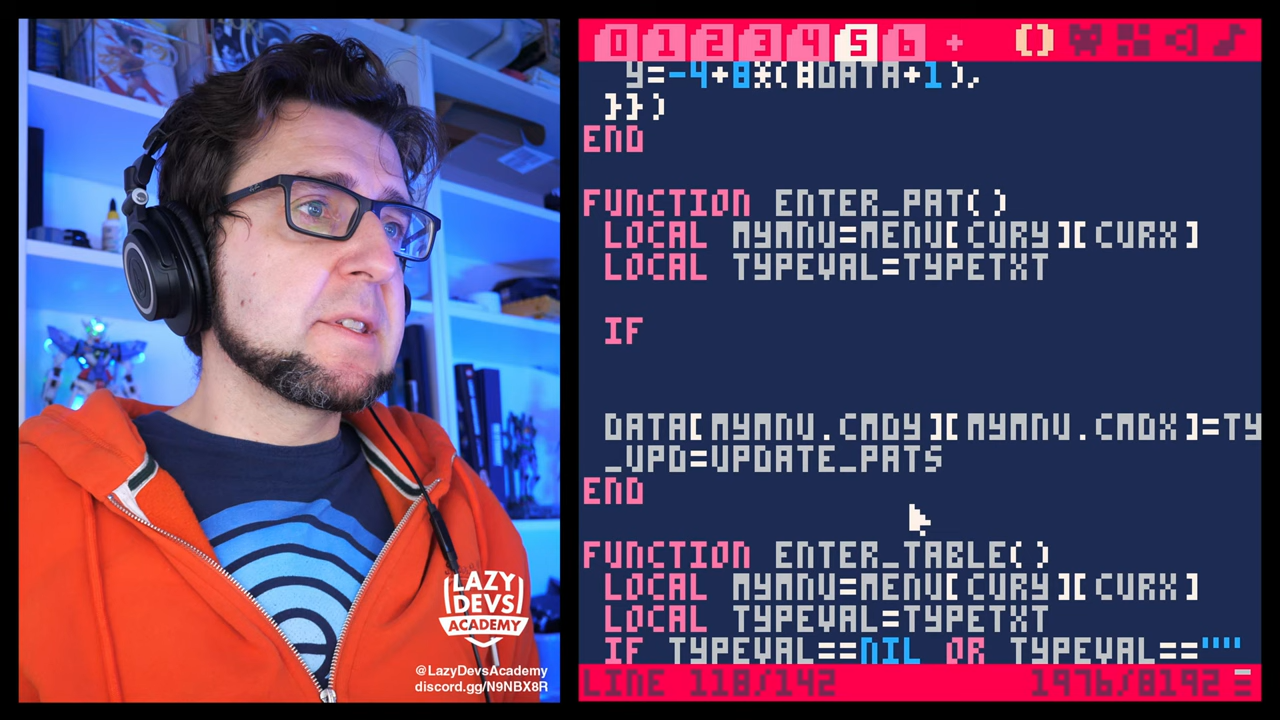 LAZY
DEVS
ACADEMY
@LazyDevsAcademy
discord.gg/N9NBX8R
0 1 2 3 4 5 6 +
y=-4+8*(#DATA+1),
}})
END
FUNCTION ENTER_PAT()
LOCAL MYMNU=MENU[CURY][CURX]
LOCAL TYPEVAL=TYPETXT
IF
DATA[MYMNU.CMDY][MYMNU.CMDX]=TY
_UPD=UPDATE_PATS
END
FUNCTION ENTER_TABLE()
LOCAL MYMNU=MENU[CURY][CURX]
LOCAL TYPEVAL=TYPETXT
IF TYPEVAL==NIL OR TYPEVAL==""
LINE 118/142
1976/8192